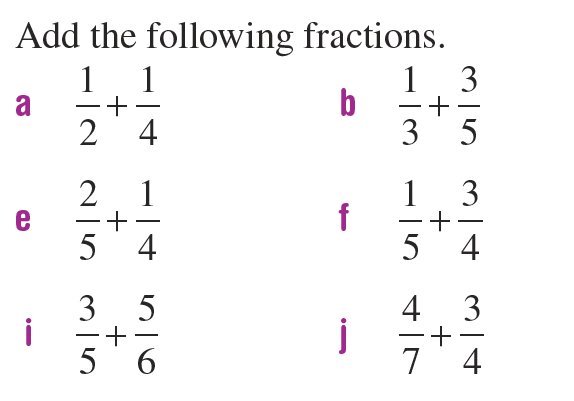 Add the following fractions.
a 1/2 + 1/4 b 1/3 + 3/5
e 2/5 + 1/4 f 1/5 + 3/4
i 3/5 + 5/6 j 4/7 + 3/4